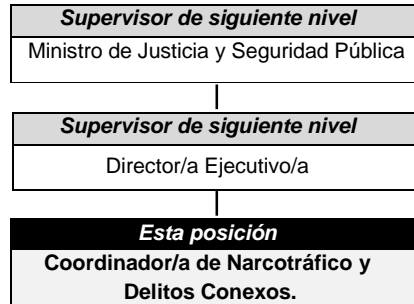 Supervisor de siguiente nivel
Ministro de Justicia y Seguridad Pública
Supervisor de siguiente nivel
Director/a Ejecutivo/a
Esta posición
Coordinador/a de Narcotráfico y
Delitos Conexos.